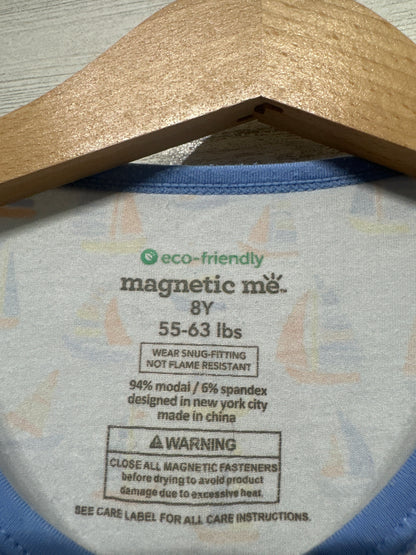 eco-friendly
magnetic me™
8Y
55-63 lbs
WEAR SNUG-FITTING
NOT FLAME RESISTANT
94% modal / 6% spandex
designed in new york city
made in china
⚠ WARNING
CLOSE ALL MAGNETIC FASTENERS
before drying to avoid product
damage due to excessive heat.
SEE CARE LABEL FOR ALL CARE INSTRUCTIONS.